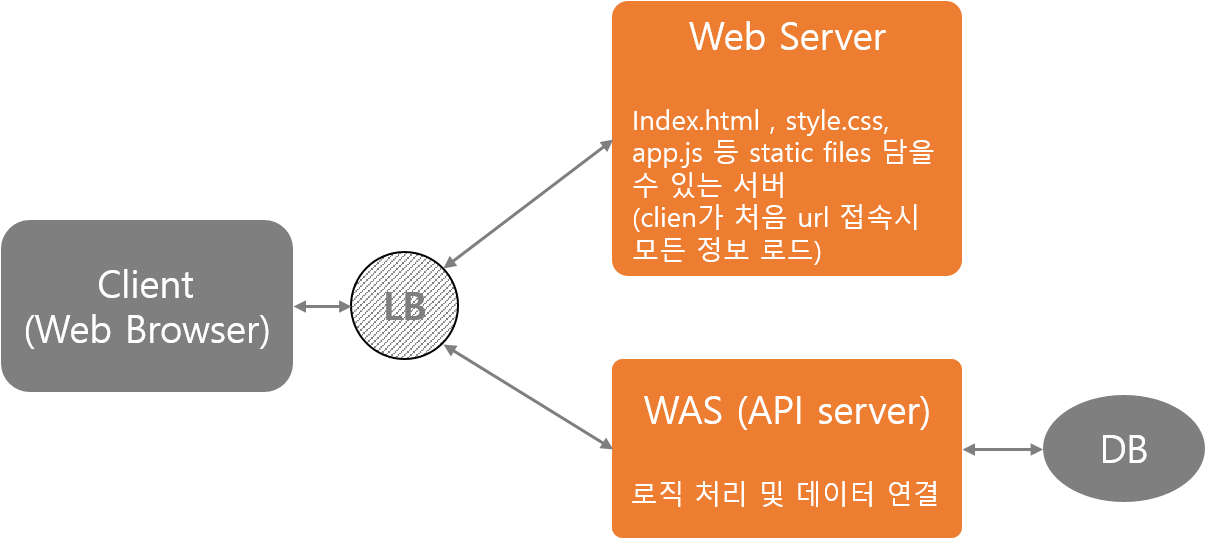 Web Server
Index.html , style.css,
app.js 등 static files 담을
수 있는 서버
(clien가 처음 url 접속시
모든 정보 로드)
Client
(Web Browser)
LB
WAS (API server)
로직 처리 및 데이터 연결
DB